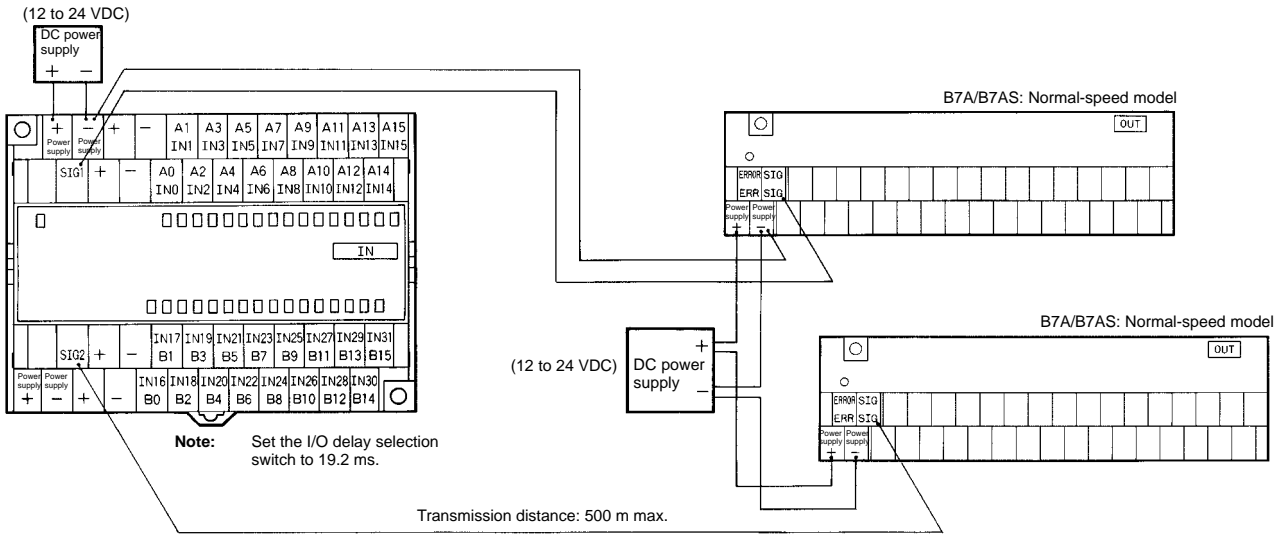 (12 to 24 VDC)
DC power
supply
+ −
+ − + − A1 A3 A5 A7 A9 A11 A13 A15
Power supply Power supply IN1 IN3 IN5 IN7 IN9 IN11 IN13 IN15
SIG1 + − A0 A2 A4 A6 A8 A10 A12 A14
IN0 IN2 IN4 IN6 IN8 IN10 IN12 IN14
IN
IN17 IN19 IN21 IN23 IN25 IN27 IN29 IN31
SIG2 + − B1 B3 B5 B7 B9 B11 B13 B15
Power supply Power supply IN16 IN18 IN20 IN22 IN24 IN26 IN28 IN30
+ − + − B0 B2 B4 B6 B8 B10 B12 B14
Note: Set the I/O delay selection
switch to 19.2 ms.
B7A/B7AS: Normal-speed model
OUT
ERROR SIG
ERR SIG
Power supply Power supply
+ −
(12 to 24 VDC)
DC power
supply
+
−
B7A/B7AS: Normal-speed model
OUT
ERROR SIG
ERR SIG
Power supply Power supply
+ −
Transmission distance: 500 m max.